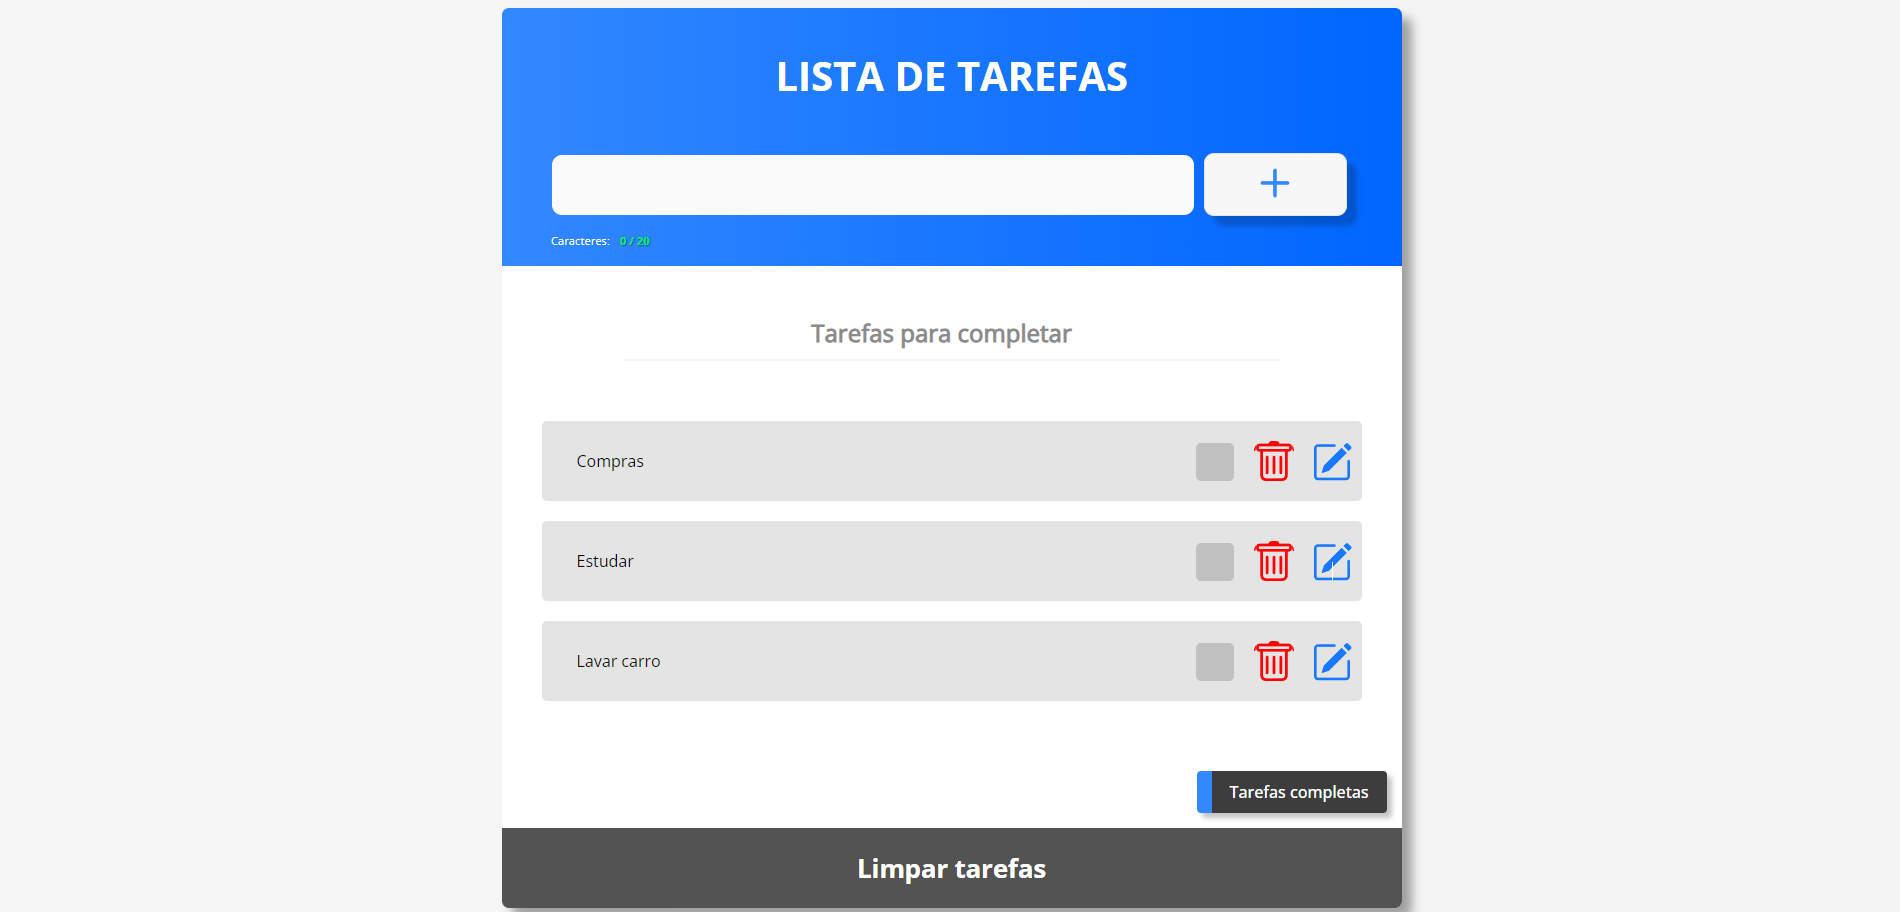 LISTA DE TAREFAS
Caracteres: 0 / 20
Tarefas para completar
Compras
Estudar
Lavar carro
Tarefas completas
Limpar tarefas